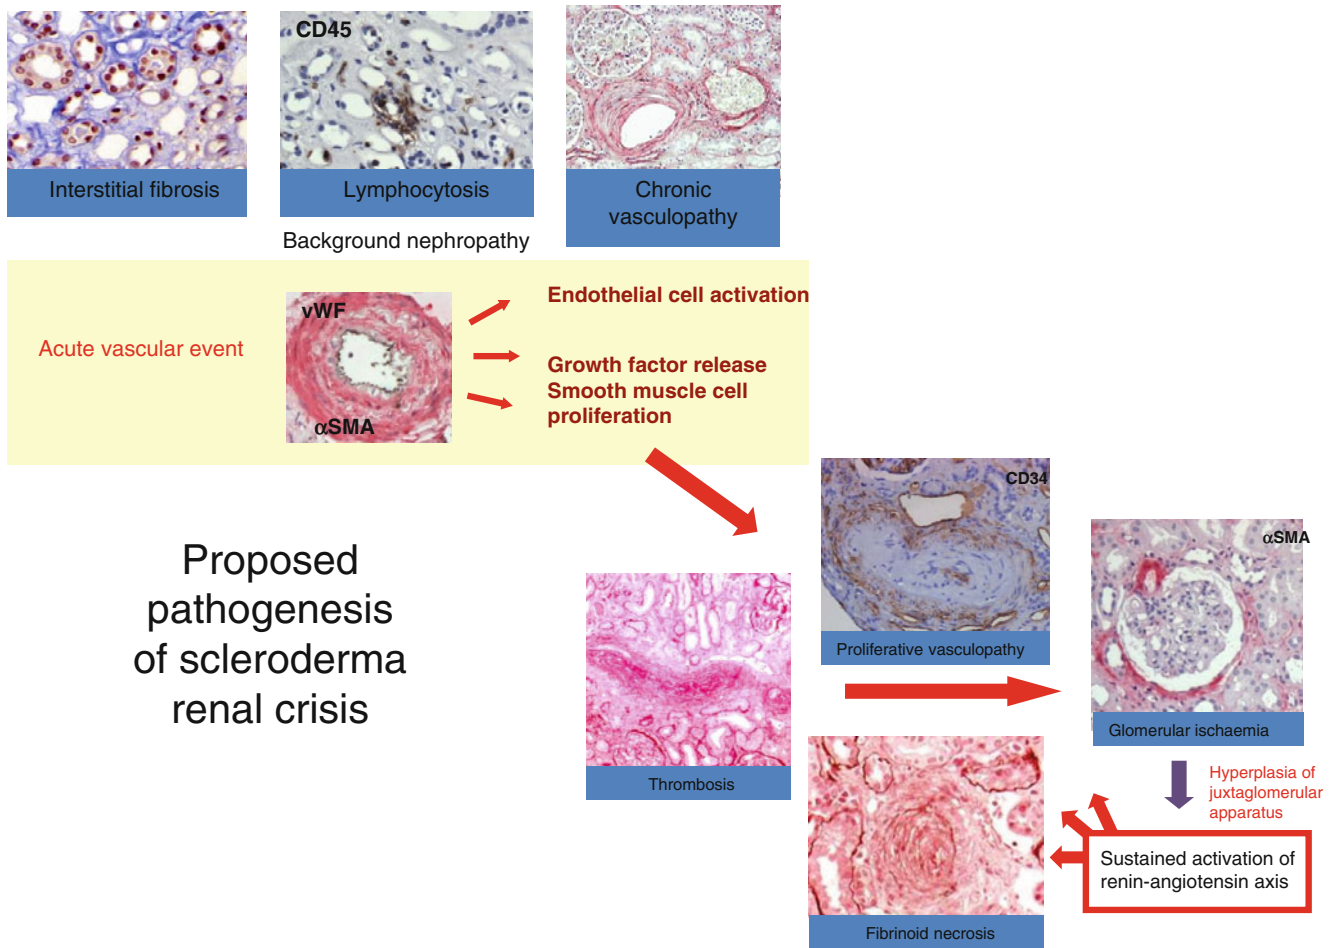 CD45
Interstitial fibrosis
Lymphocytosis
Chronic
vasculopathy
Background nephropathy
Acute vascular event
vWF
αSMA
Endothelial cell activation
Growth factor release
Smooth muscle cell
proliferation
Proposed
pathogenesis
of scleroderma
renal crisis
CD34
Proliferative vasculopathy
αSMA
Glomerular ischaemia
Thrombosis
Hyperplasia of
juxtaglomerular
apparatus
Sustained activation of
renin-angiotensin axis
Fibrinoid necrosis